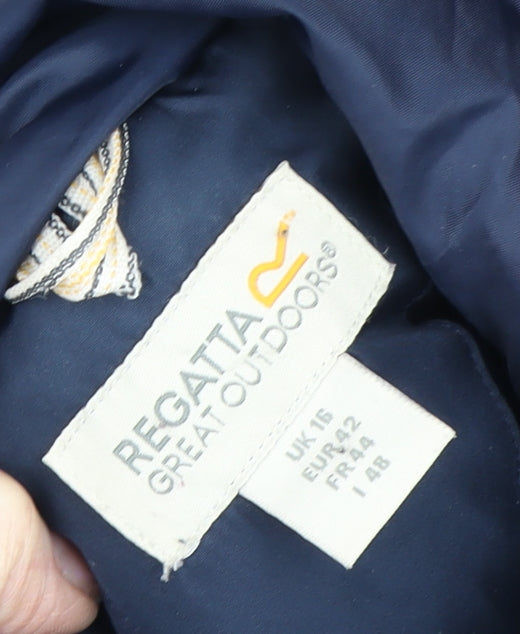 REGATTA
GREAT OUTDOORS®
UK 16
EUR 42
FR 44
I 48